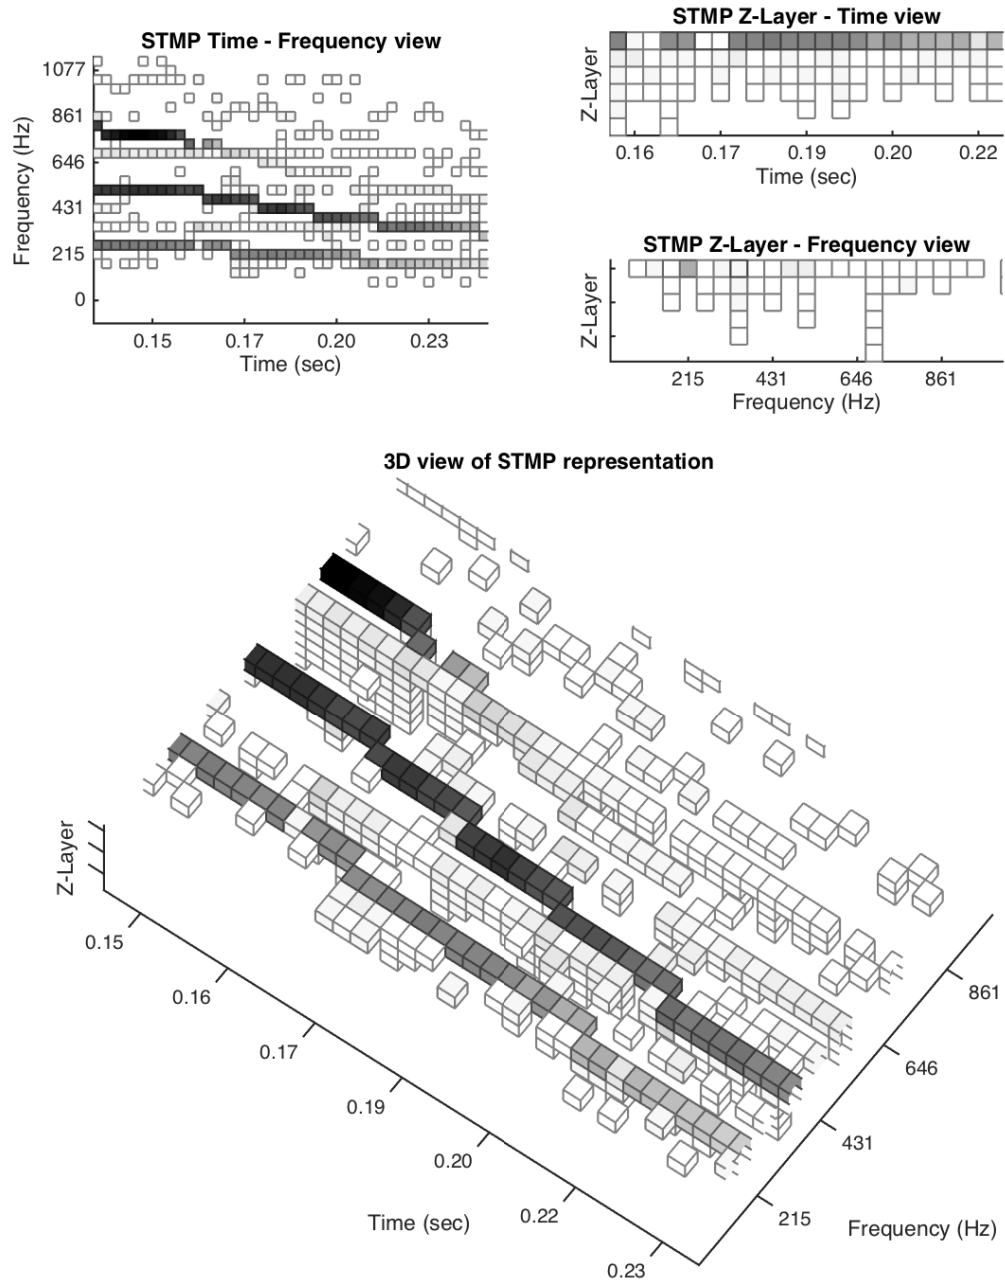 STMP Time - Frequency view
1077
861
646
431
215
0
Frequency (Hz)
0.15
0.17
0.20
0.23
Time (sec)
STMP Z-Layer - Time view
Z-Layer
0.16
0.17
0.19
0.20
0.22
Time (sec)
STMP Z-Layer - Frequency view
Z-Layer
215
431
646
861
Frequency (Hz)
3D view of STMP representation
Z-Layer
0.15
0.16
0.17
0.19
0.20
0.22
0.23
Time (sec)
861
646
431
215
Frequency (Hz)